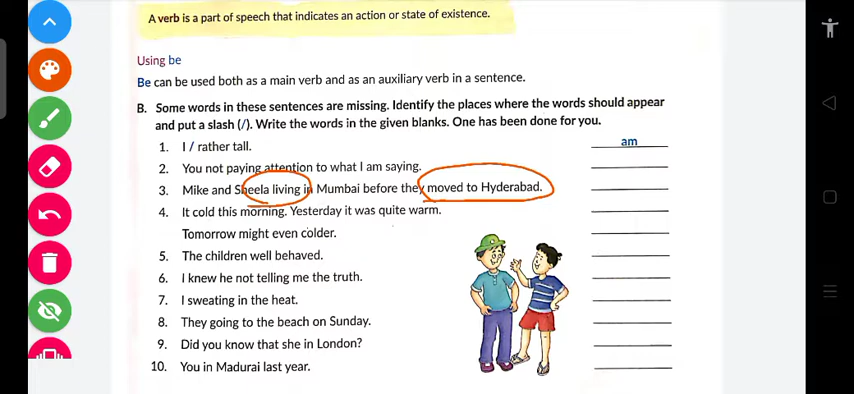 A verb is a part of speech that indicates an action or state of existence.
Using be
Be can be used both as a main verb and as an auxiliary verb in a sentence.
B. Some words in these sentences are missing. Identify the places where the words should appear
and put a slash (/). Write the words in the given blanks. One has been done for you.
1. I / rather tall. am
2. You not paying attention to what I am saying.
3. Mike and Sheela living in Mumbai before they moved to Hyderabad.
4. It cold this morning. Yesterday it was quite warm.
Tomorrow might even colder.
5. The children well behaved.
6. I knew he not telling me the truth.
7. I sweating in the heat.
8. They going to the beach on Sunday.
9. Did you know that she in London?
10. You in Madurai last year.